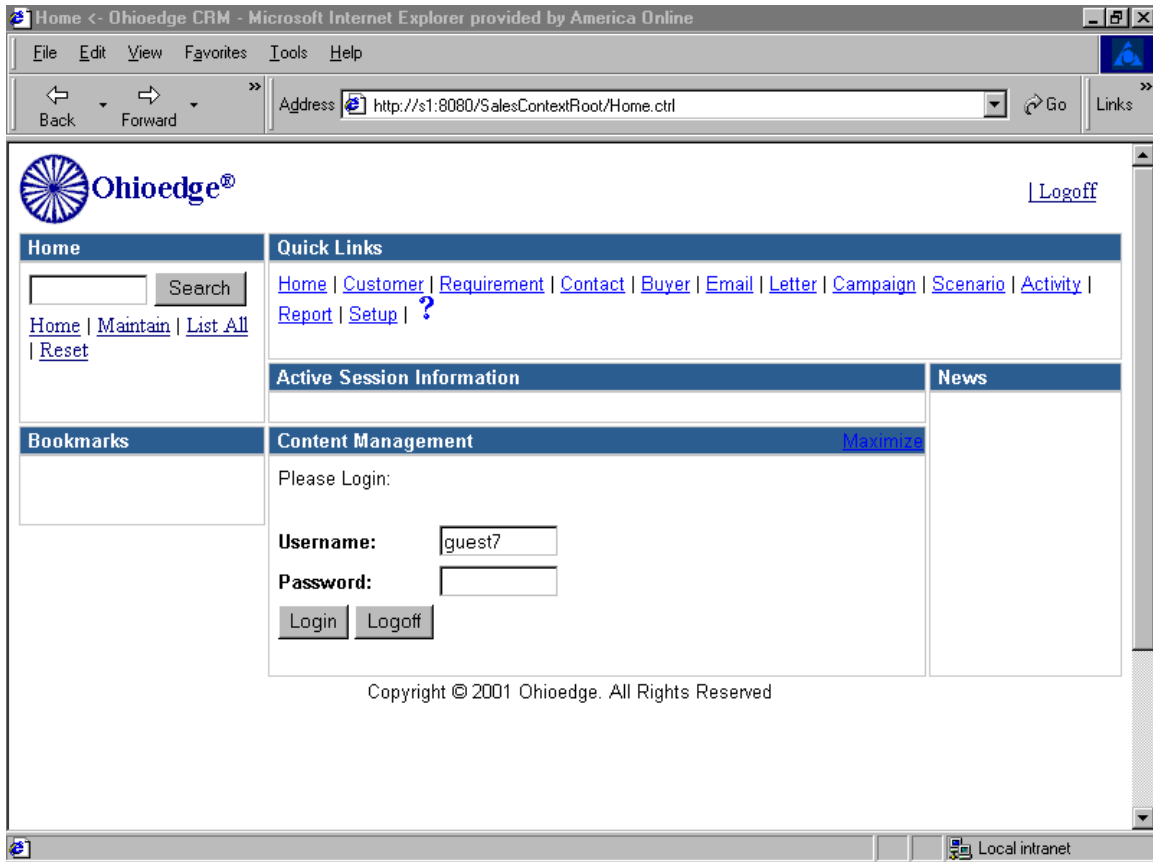 Home <- Ohioedge CRM - Microsoft Internet Explorer provided by America Online
File Edit View Favorites Tools Help
Back Forward » Address http://s1:8080/SalesContextRoot/Home.ctrl Go Links »
Ohioedge®
| Logoff
Home
Search
Home | Maintain | List All
| Reset
Quick Links
Home | Customer | Requirement | Contact | Buyer | Email | Letter | Campaign | Scenario | Activity |
Report | Setup | ?
Active Session Information
News
Bookmarks
Content Management Maximize
Please Login:
Username: guest7
Password:
Login Logoff
Copyright © 2001 Ohioedge. All Rights Reserved
Local intranet